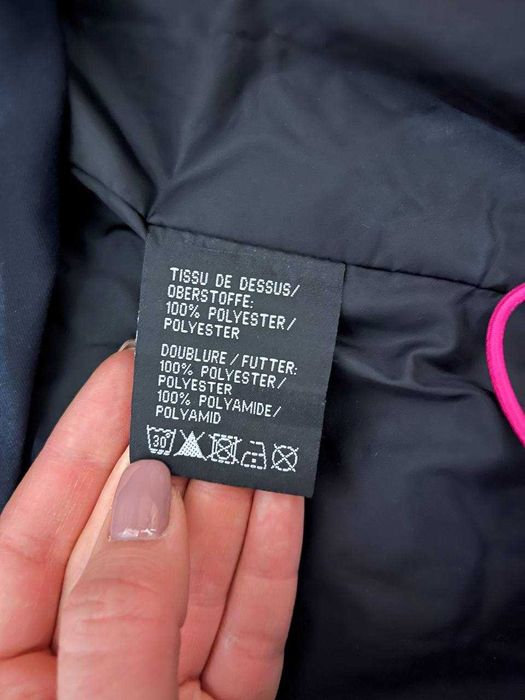 TISSU DE DESSUS/
OBERSTOFFE:
100% POLYESTER/
POLYESTER
DOUBLURE/FUTTER:
100% POLYESTER/
POLYESTER
100% POLYAMIDE/
POLYAMID
30°